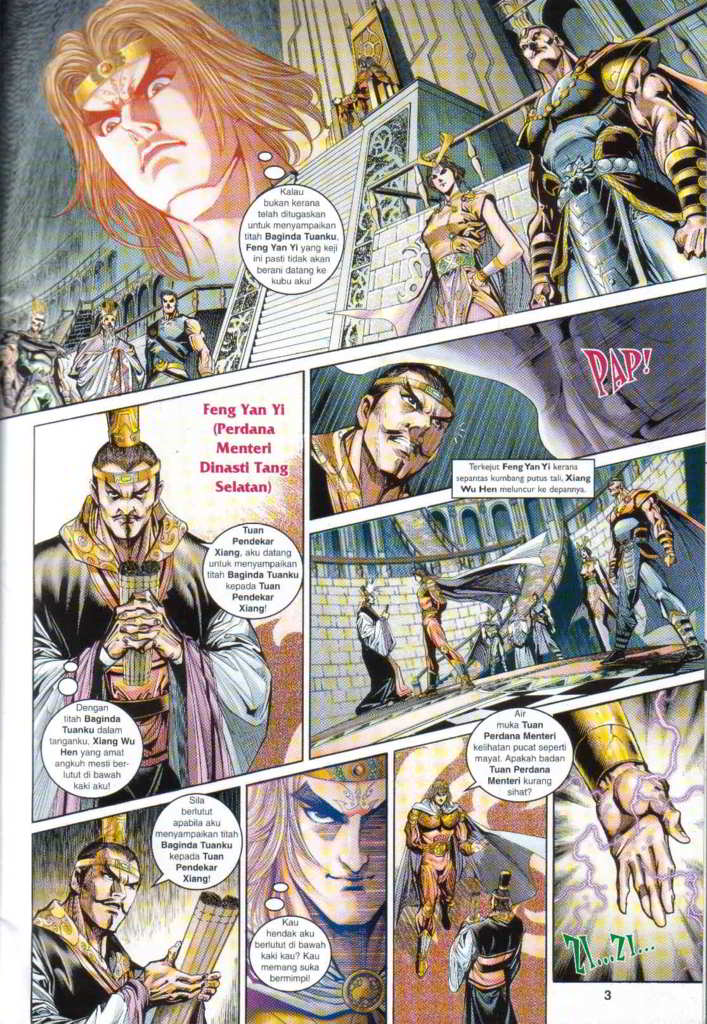 Kalau
bukan kerana
telah ditugaskan
untuk menyampaikan
titah Baginda Tuanku,
Feng Yan Yi yang keji
ini pasti tidak akan
berani datang ke
kubu aku!
PAP!
Feng Yan Yi
(Perdana
Menteri
Dinasti Tang
Selatan)
Terkejut Feng Yan Yi kerana
sepantas kumbang putus tali, Xiang
Wu Hen meluncur ke depannya.
Tuan
Pendekar
Xiang, aku datang
untuk menyampaikan
titah Baginda Tuanku
kepada Tuan
Pendekar
Xiang!
Dengan
titah Baginda
Tuanku dalam
tanganku, Xiang Wu
Hen yang amat
angkuh mesti ber-
lutut di bawah
kaki aku!
Sila
berlutut
apabila aku
menyampaikan titah
Baginda Tuanku
kepada Tuan
Pendekar
Xiang!
Kau
hendak aku
berlutut di bawah
kaki kau? Kau
memang suka
bermimpi!
Air
muka Tuan
Perdana Menteri
kelihatan pucat seperti
mayat. Apakah badan
Tuan Perdana
Menteri kurang
sihat?
ZI...ZI...
3